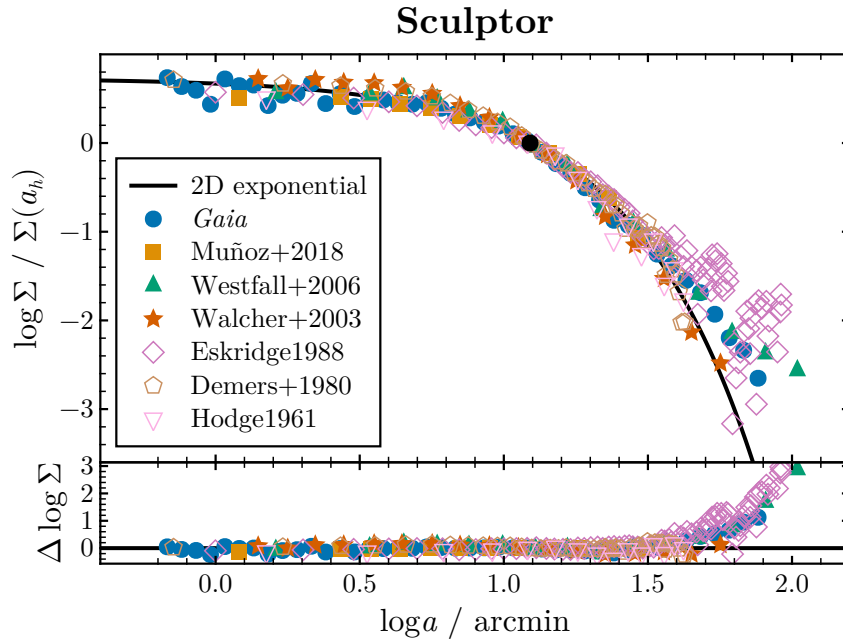 Sculptor
0
−1
−2
−3
log Σ / Σ(a_h)
2D exponential
Gaia
Muñoz+2018
Westfall+2006
Walcher+2003
Eskridge1988
Demers+1980
Hodge1961
3
2
1
0
Δ log Σ
0.0 0.5 1.0 1.5 2.0
log a / arcmin